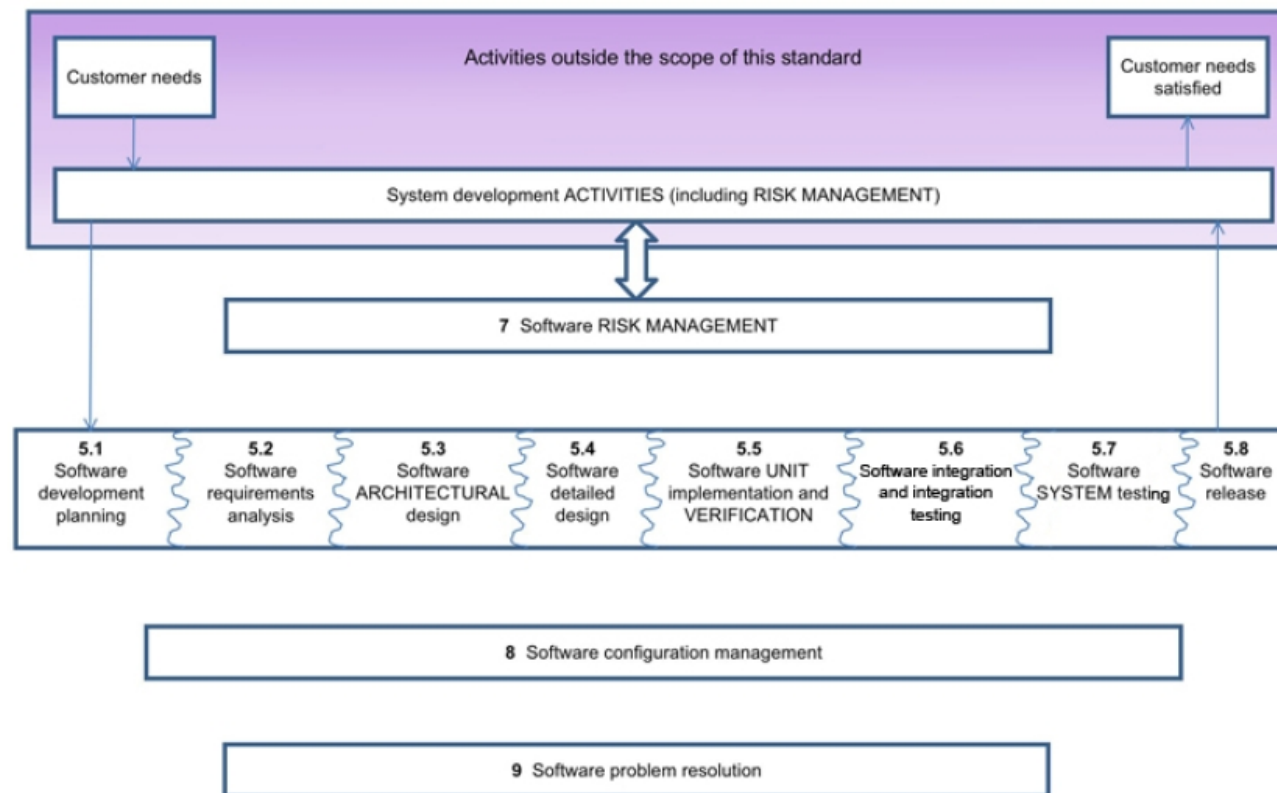 Activities outside the scope of this standard
Customer needs
Customer needs
satisfied
System development ACTIVITIES (including RISK MANAGEMENT)
7 Software RISK MANAGEMENT
5.1
Software
development
planning
5.2
Software
requirements
analysis
5.3
Software
ARCHITECTURAL
design
5.4
Software
detailed
design
5.5
Software UNIT
implementation and
VERIFICATION
5.6
Software integration
and integration
testing
5.7
Software
SYSTEM testing
5.8
Software
release
8 Software configuration management
9 Software problem resolution